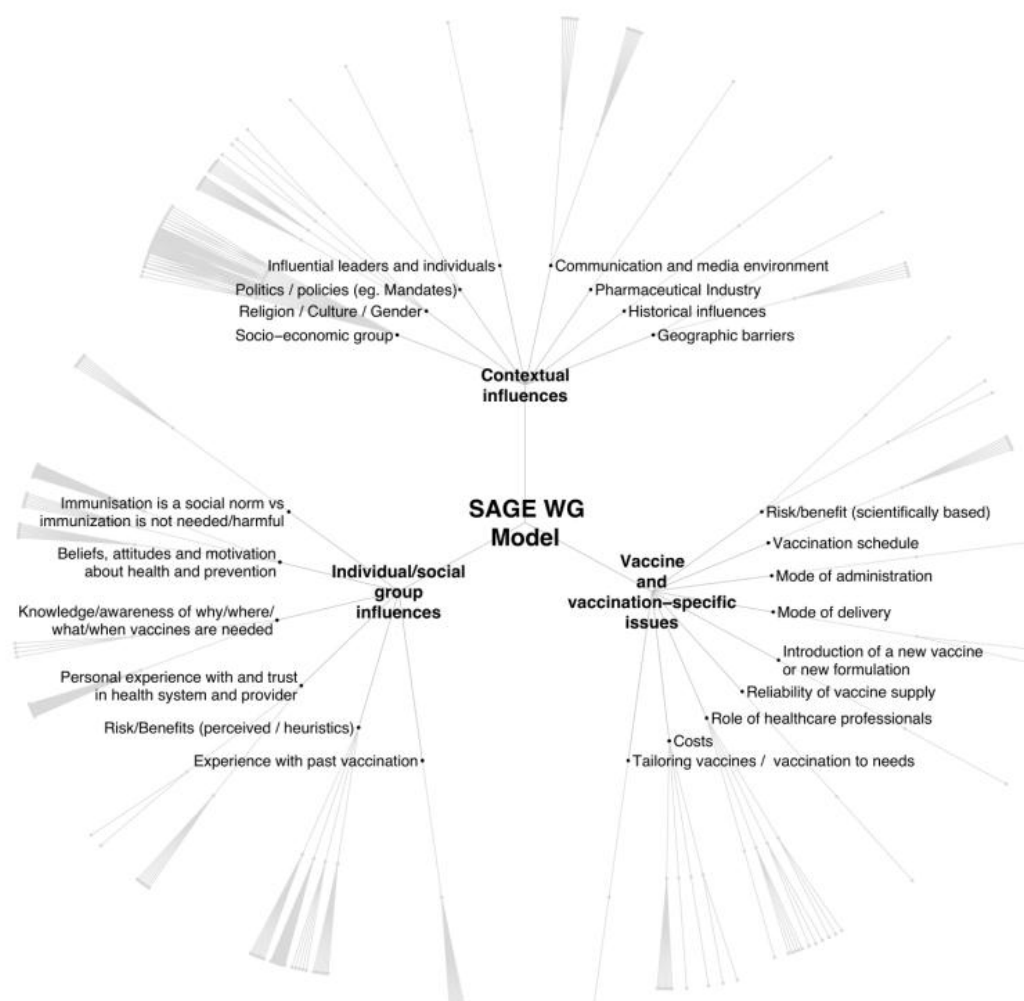 Influential leaders and individuals
Politics / policies (eg. Mandates)
Religion / Culture / Gender
Socio−economic group
Communication and media environment
Pharmaceutical Industry
Historical influences
Geographic barriers
Contextual
influences
SAGE WG
Model
Immunisation is a social norm vs
immunization is not needed/harmful
Beliefs, attitudes and motivation
about health and prevention
Knowledge/awareness of why/where/
what/when vaccines are needed
Personal experience with and trust
in health system and provider
Risk/Benefits (perceived / heuristics)
Experience with past vaccination
Individual/social
group
influences
Vaccine
and
vaccination−specific
issues
Risk/benefit (scientifically based)
Vaccination schedule
Mode of administration
Mode of delivery
Introduction of a new vaccine
or new formulation
Reliability of vaccine supply
Role of healthcare professionals
Costs
Tailoring vaccines / vaccination to needs